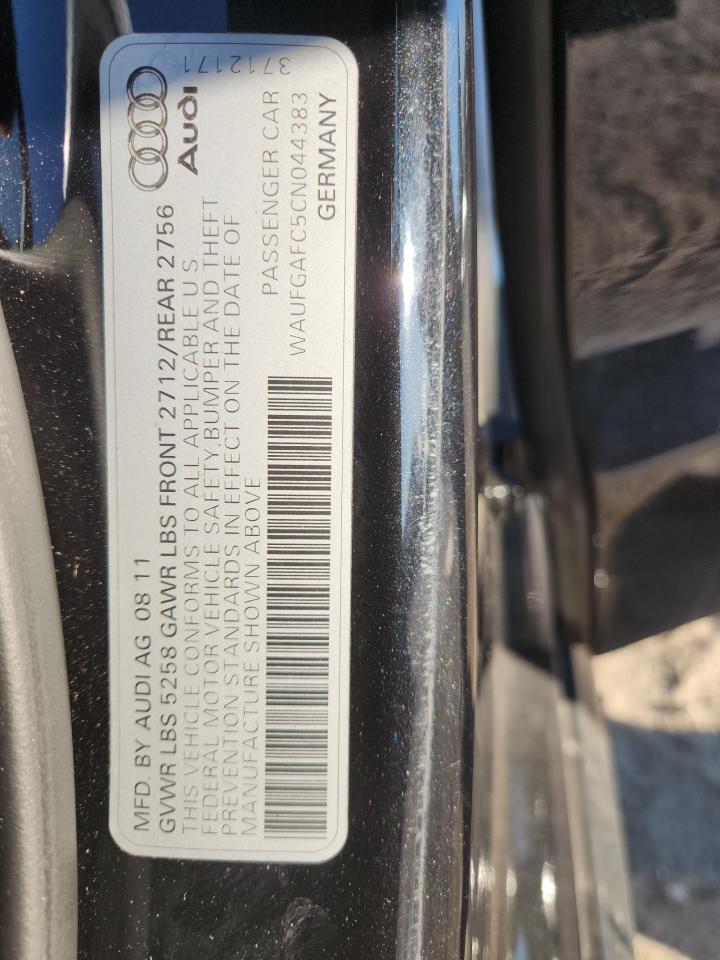 MFD. BY AUDI AG 08 11
GVWR LBS 5258 GAWR LBS FRONT 2712/REAR 2756
THIS VEHICLE CONFORMS TO ALL APPLICABLE U.S
FEDERAL MOTOR VEHICLE SAFETY,BUMPER AND THEFT
PREVENTION STANDARDS IN EFFECT ON THE DATE OF
MANUFACTURE SHOWN ABOVE
Audi
PASSENGER CAR
3712171
WAUFGAFC5CN044383
GERMANY